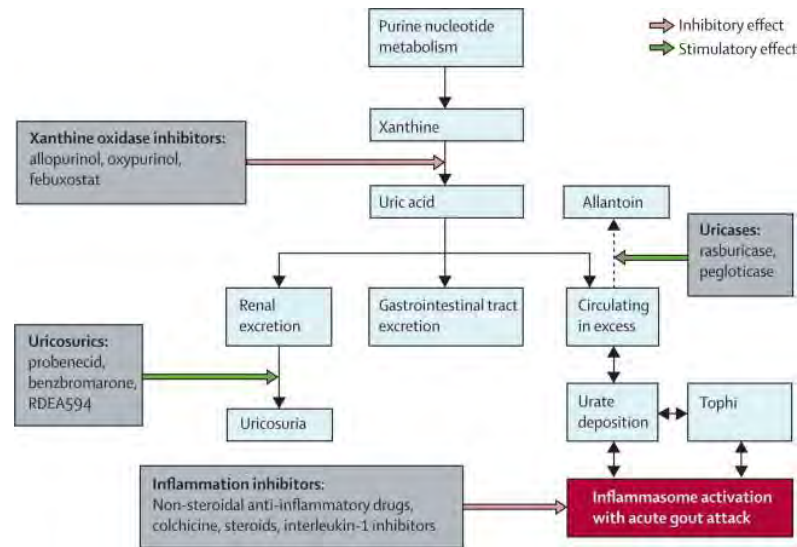 Purine nucleotide
metabolism
Inhibitory effect
Stimulatory effect
Xanthine
Xanthine oxidase inhibitors:
allopurinol, oxypurinol,
febuxostat
Uric acid
Allantoin
Uricases:
rasburicase,
pegloticase
Renal
excretion
Gastrointestinal tract
excretion
Circulating
in excess
Uricosurics:
probenecid,
benzbromarone,
RDEA594
Uricosuria
Urate
deposition
Tophi
Inflammation inhibitors:
Non-steroidal anti-inflammatory drugs,
colchicine, steroids, interleukin-1 inhibitors
Inflammasome activation
with acute gout attack